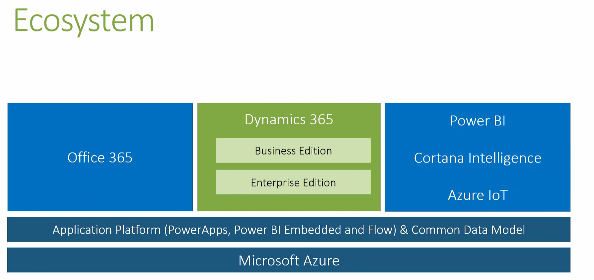 Ecosystem
Office 365
Dynamics 365
Business Edition
Enterprise Edition
Power BI
Cortana Intelligence
Azure IoT
Application Platform (PowerApps, Power BI Embedded and Flow) & Common Data Model
Microsoft Azure